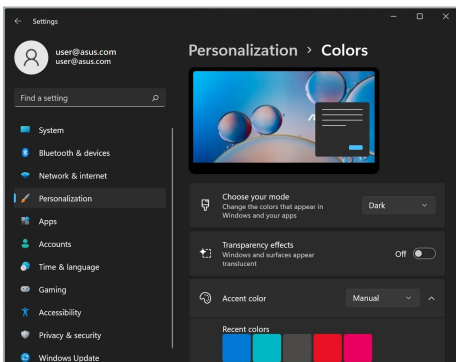 Settings
user@asus.com
user@asus.com
Find a setting
System
Bluetooth & devices
Network & internet
Personalization
Apps
Accounts
Time & language
Gaming
Accessibility
Privacy & security
Windows Update
Personalization > Colors
Choose your mode
Change the colors that appear in
Windows and your apps
Dark
Transparency effects
Windows and surfaces appear
translucent
Off
Accent color
Manual
Recent colors